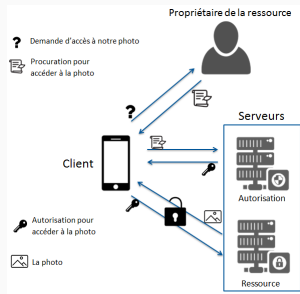 Propriétaire de la ressource
? Demande d'accès à notre photo
Procuration pour
accéder à la photo
?
Serveurs
Client
Autorisation
Autorisation pour
accéder à la photo
La photo
Ressource